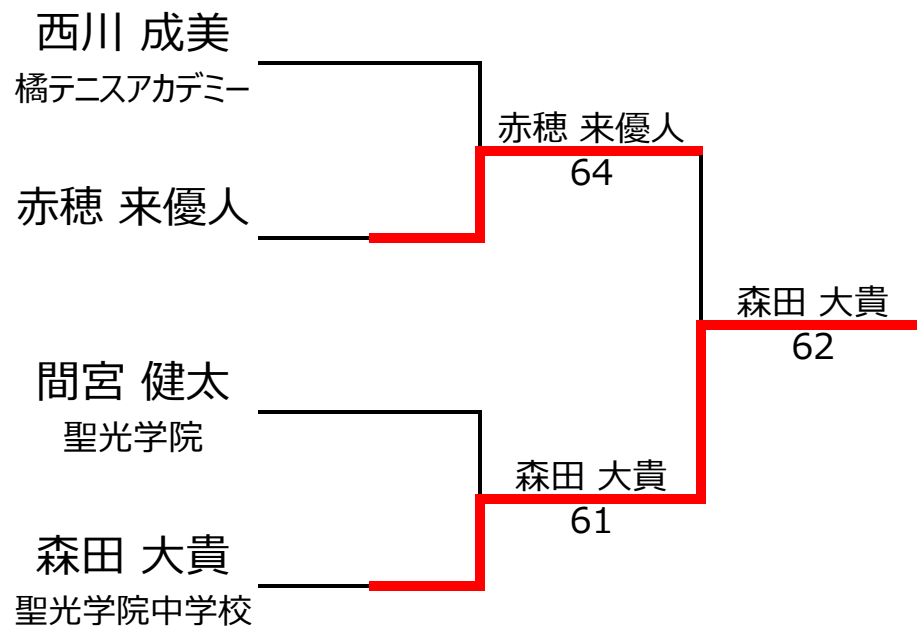 西川 成美
橘テニスアカデミー
赤穂 来優人
64
赤穂 来優人
森田 大貴
62
間宮 健太
聖光学院
森田 大貴
61
森田 大貴
聖光学院中学校